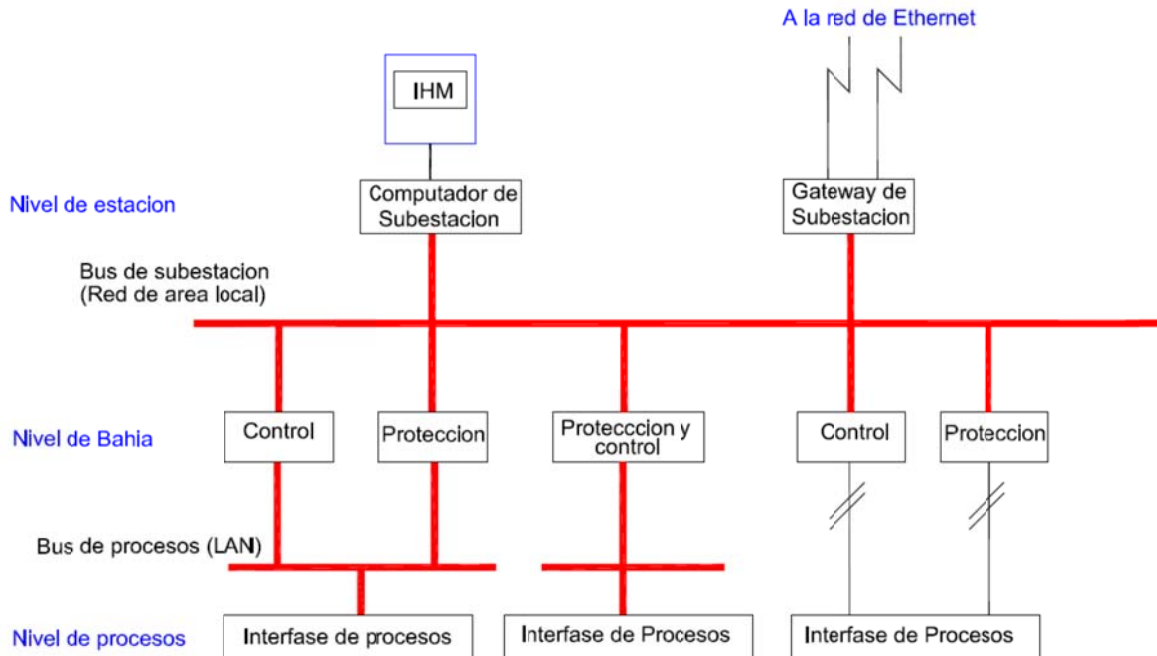 A la red de Ethernet
IHM
Nivel de estacion
Computador de
Subestacion
Gateway de
Subestacion
Bus de subestacion
(Red de area local)
Nivel de Bahia
Control
Proteccion
Protecccion y
control
Control
Proteccion
Bus de procesos (LAN)
Nivel de procesos
Interfase de procesos
Interfase de Procesos
Interfase de Procesos